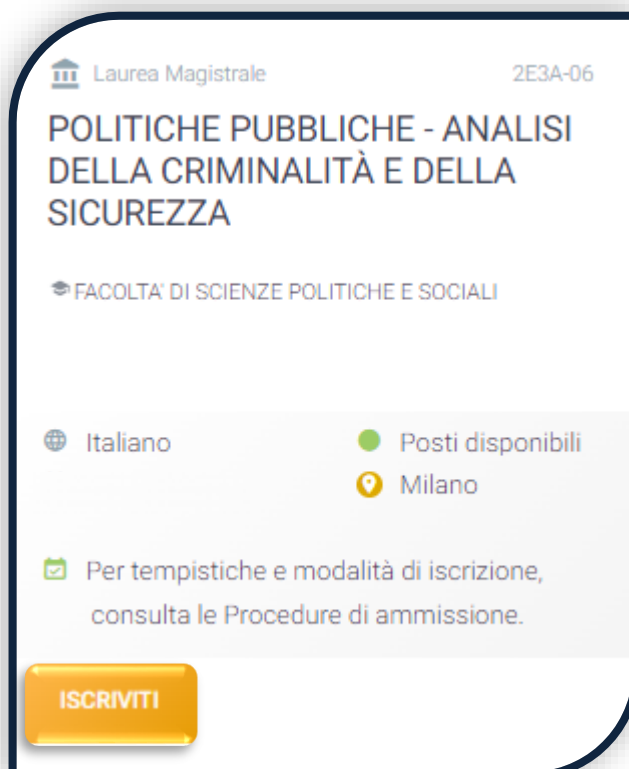 Laurea Magistrale 2E3A-06
POLITICHE PUBBLICHE - ANALISI
DELLA CRIMINALITÀ E DELLA
SICUREZZA
FACOLTA' DI SCIENZE POLITICHE E SOCIALI
Italiano Posti disponibili
Milano
Per tempistiche e modalità di iscrizione,
consulta le Procedure di ammissione.
ISCRIVITI